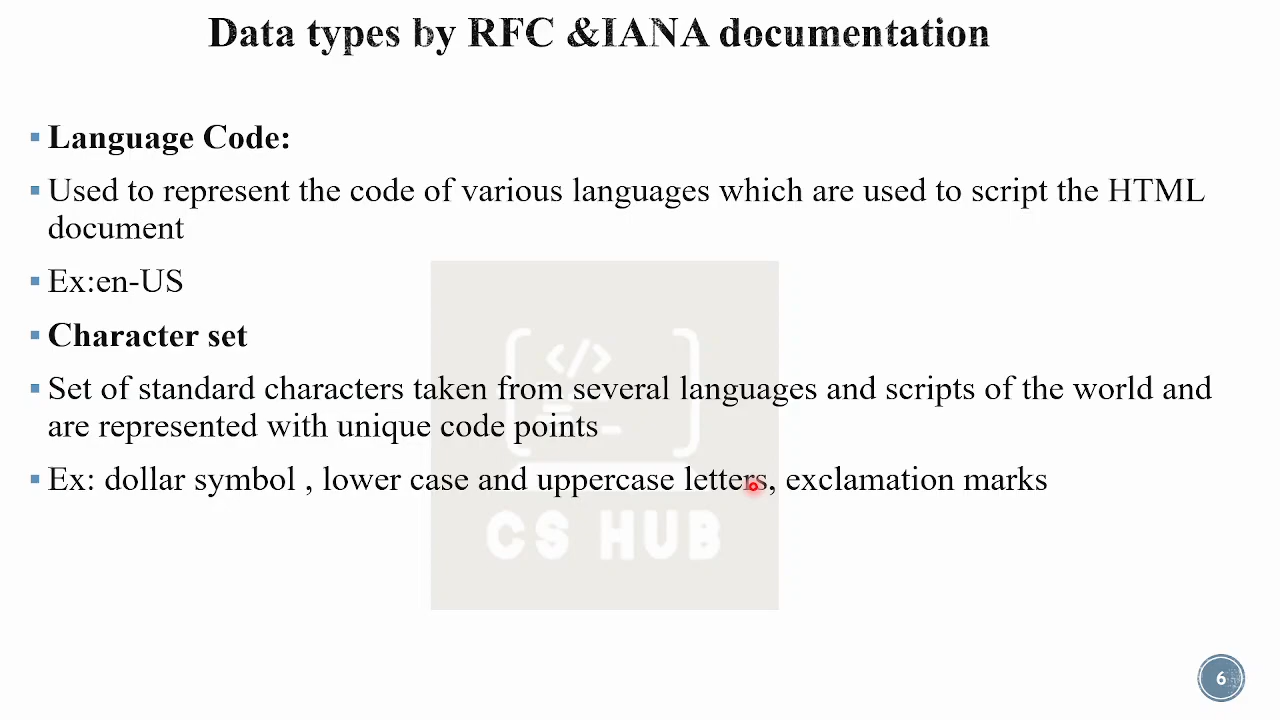 Data types by RFC &IANA documentation
Language Code:
Used to represent the code of various languages which are used to script the HTML
document
Ex:en-US
Character set
Set of standard characters taken from several languages and scripts of the world and
are represented with unique code points
Ex: dollar symbol , lower case and uppercase letters, exclamation marks
</>
CS HUB
6